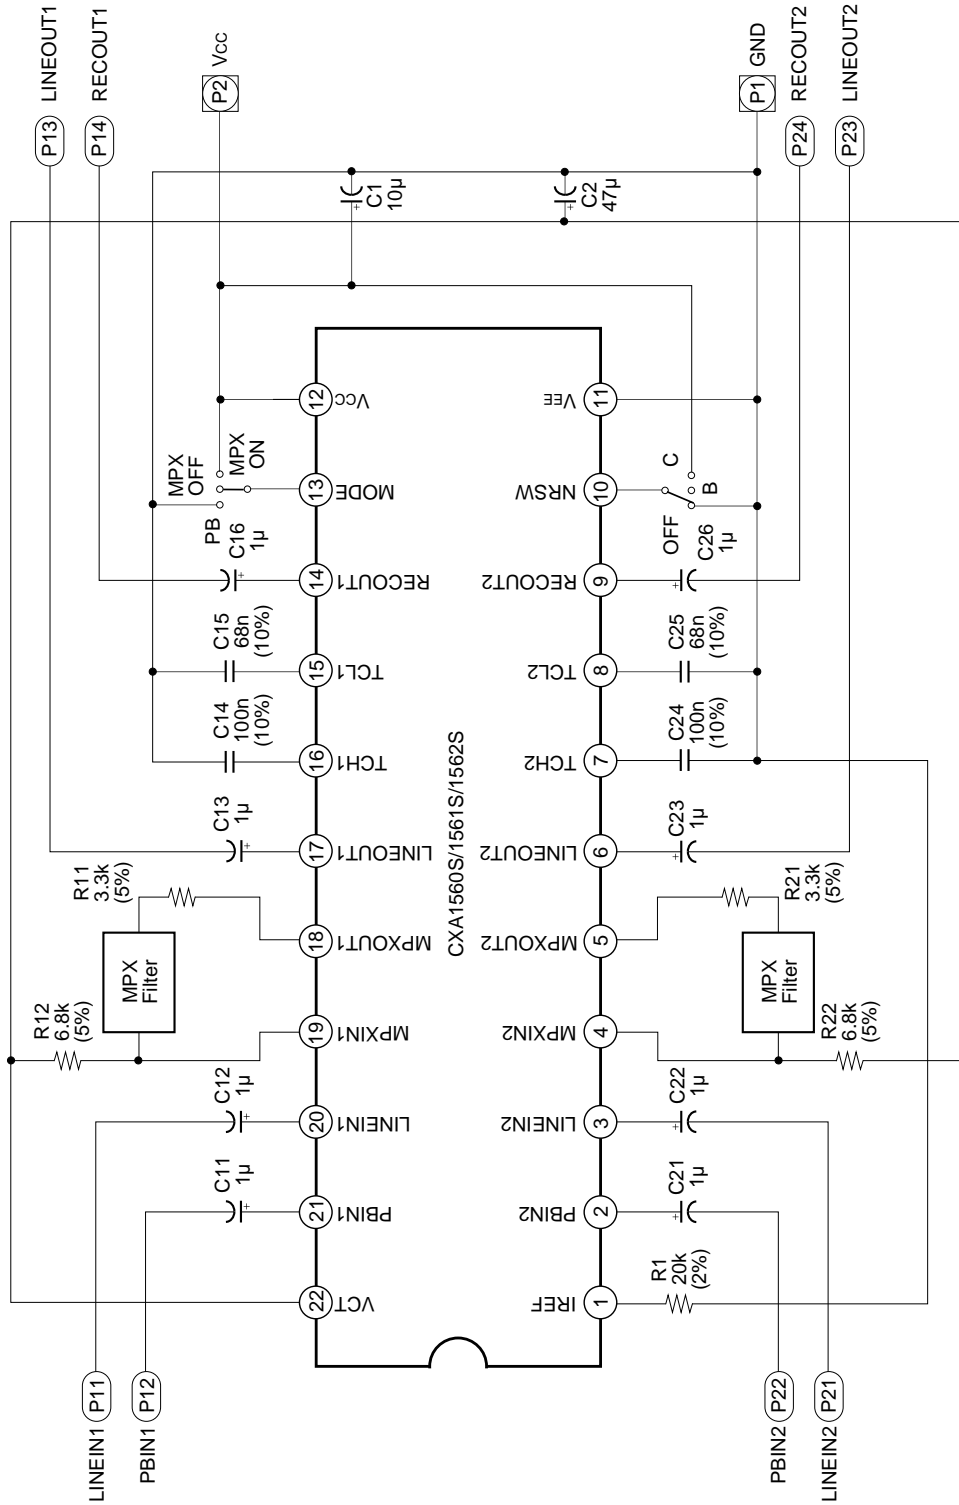 LINEOUT1
P13
RECOUT1
P14
Vcc
P2
GND
P1
RECOUT2
P24
LINEOUT2
P23
C1
10μ
C2
47μ
MPX
OFF
MPX
ON
PB
C16
1μ
C15
68n
(10%)
C14
100n
(10%)
C13
1μ
R11
3.3k
(5%)
MPX
Filter
R12
6.8k
(5%)
C12
1μ
C11
1μ
12
13
14
15
16
17
18
19
20
21
22
Vcc
MODE
RECOUT1
TCL1
TCH1
LINEOUT1
MPXOUT1
MPXIN1
LINEIN1
PBIN1
VCT
CXA1560S/1561S/1562S
VEE
NRSW
RECOUT2
TCL2
TCH2
LINEOUT2
MPXOUT2
MPXIN2
LINEIN2
PBIN2
IREF
11
10
9
8
7
6
5
4
3
2
1
C
B
OFF
C26
1μ
C25
68n
(10%)
C24
100n
(10%)
C23
1μ
R21
3.3k
(5%)
MPX
Filter
R22
6.8k
(5%)
C22
1μ
C21
1μ
R1
20k
(2%)
LINEIN1
P11
PBIN1
P12
PBIN2
P22
LINEIN2
P21